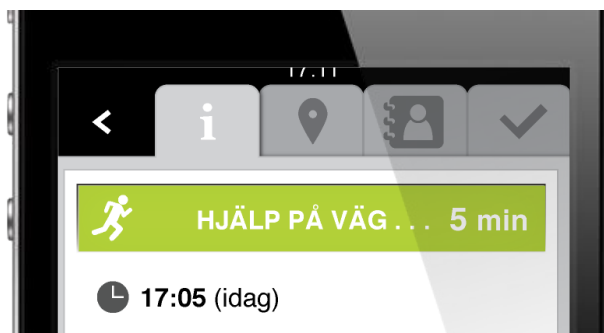 17.11
i
HJÄLP PÅ VÄG . . . 5 min
17:05 (idag)